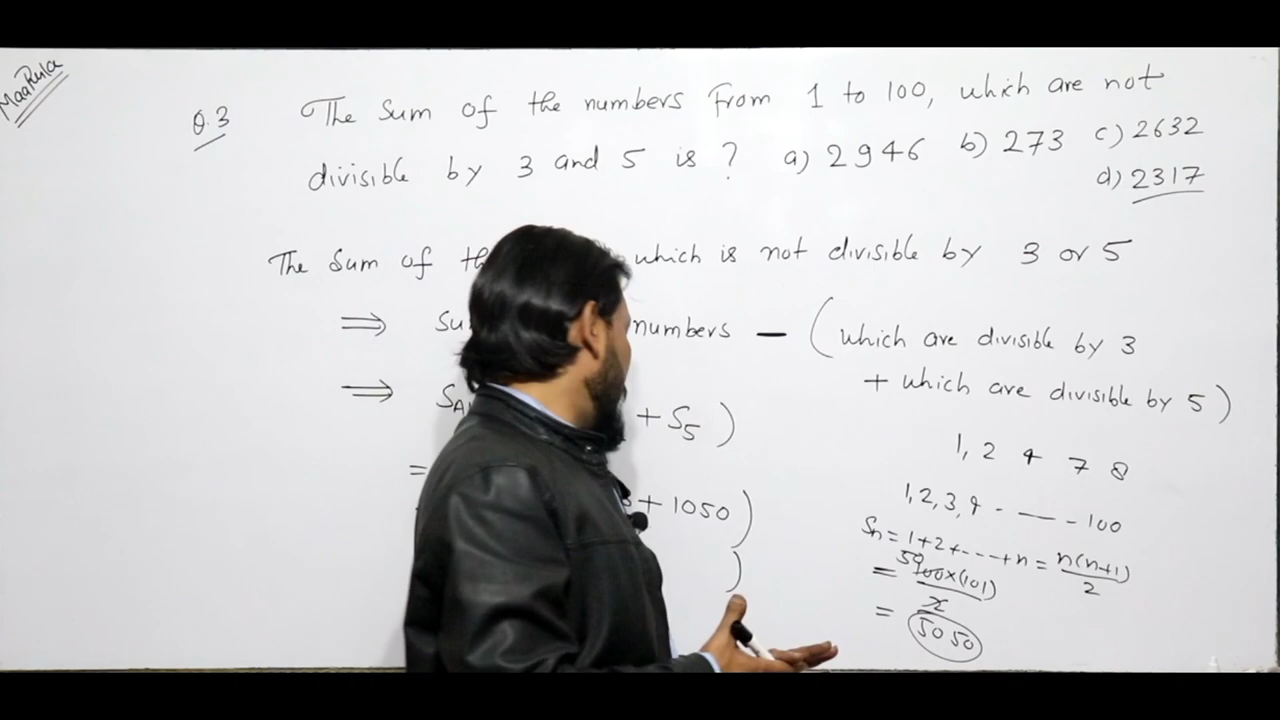 MaaRula
Q.3 The Sum of the numbers from 1 to 100, which are not
divisible by 3 and 5 is ? a) 2946 b) 273 c) 2632
d) 2317
The Sum of which is not divisible by 3 or 5
⇒ numbers — ( which are divisible by 3
+ which are divisible by 5 )
⇒ + S5 )
1, 2 4 7 8
=
+ 1050 )
1, 2, 3, 4 - - — - - 100
Sn = 1+2+----+n = n(n+1)/2
)
= 50 100x(101)/2
= 5050